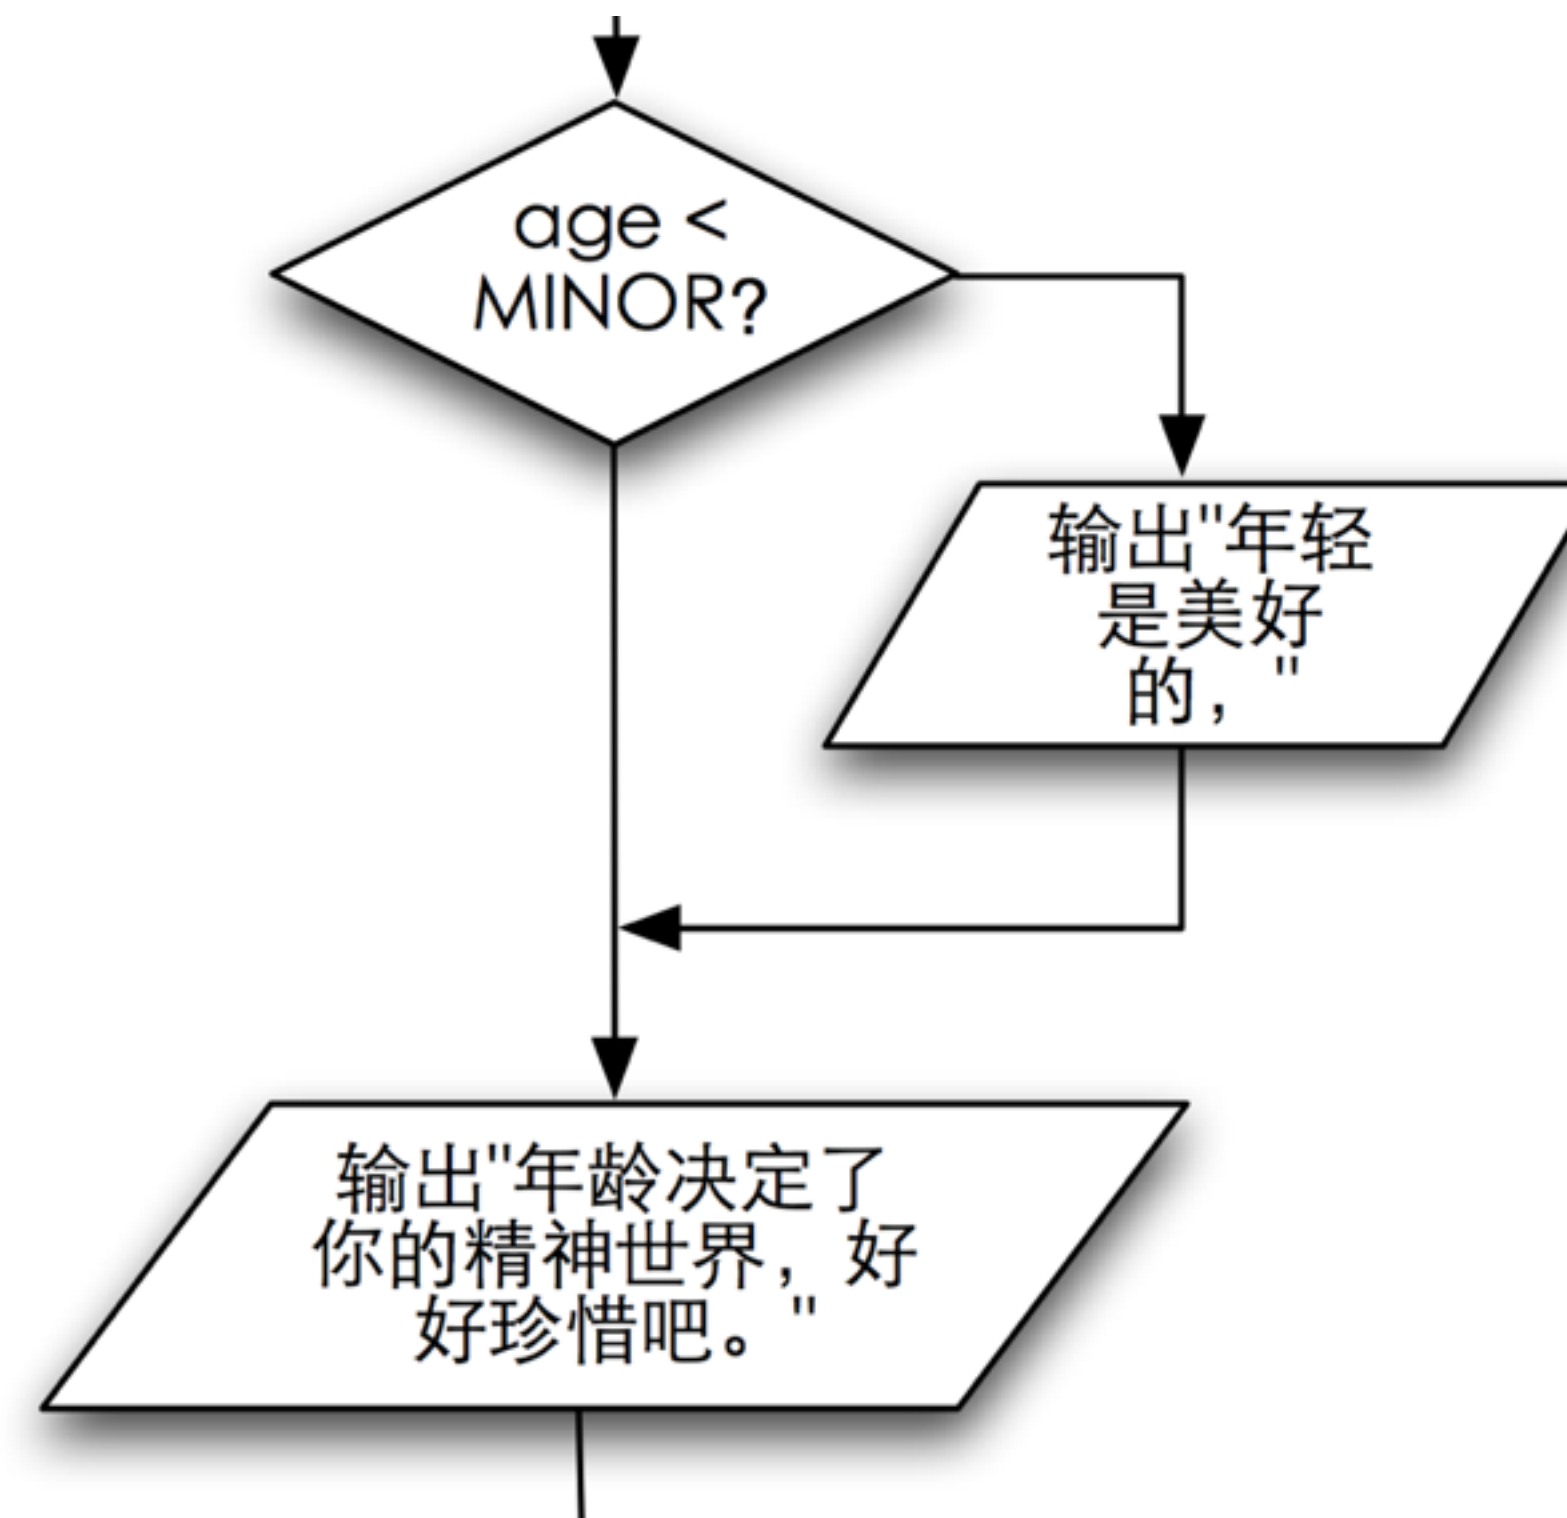 age <
MINOR?
输出"年轻
是美好
的，"
输出"年龄决定了
你的精神世界，好
好珍惜吧。"